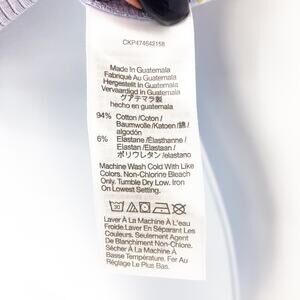 CKP474642158
Made In Guatemala
Fabriqué Au Guatemala
Hergestellt In Guatemala
Vervaardigd In Guatemala
グアテマラ製
hecho en guatemala
94% Cotton /Coton /
Baumwolle /Katoen / 綿 /
algodón
6% Elastane /Élasthanne /
Elastan /Elastaan /
ポリウレタン /elastano
Machine Wash Cold With Like
Colors. Non-Chlorine Bleach
Only. Tumble Dry Low. Iron
On Lowest Setting.
30
Laver À La Machine À L'eau
Froide Laver En Séparant Les
Couleurs. Seulement Agent
De Blanchiment Non-Chlore.
Sécher À La Machine À
Basse Température. Fer Au
Réglage Le Plus Bas.